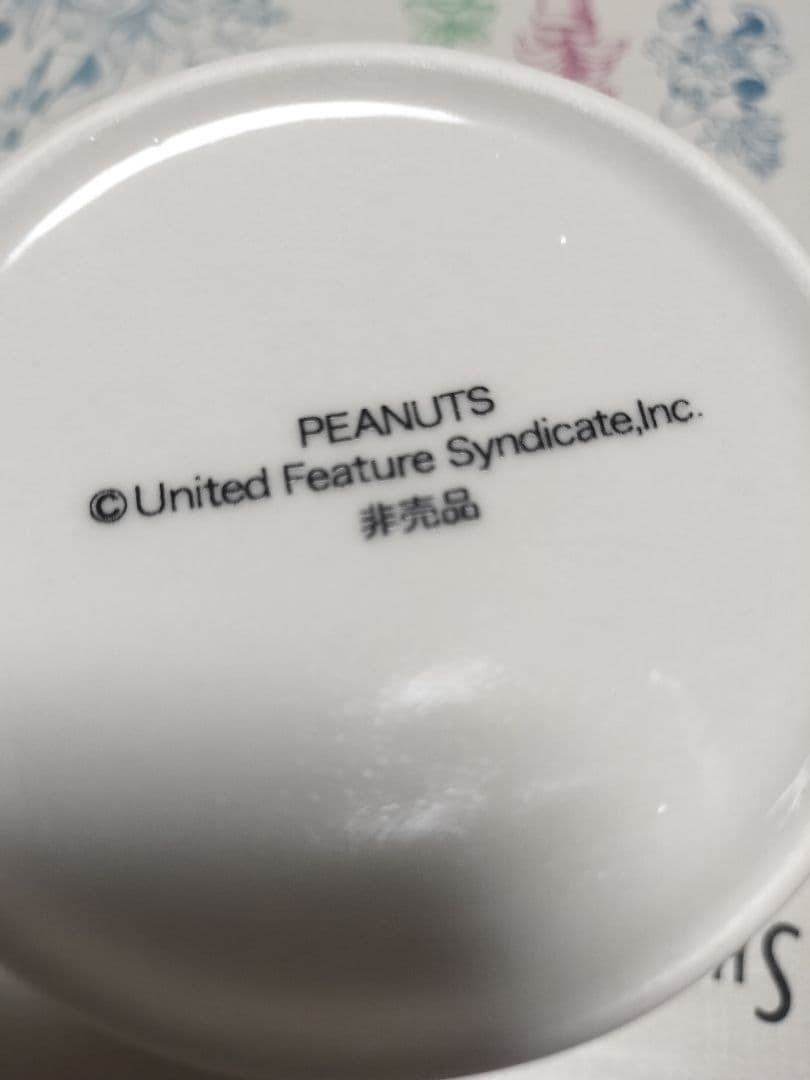 PEANUTS
©United Feature Syndicate,Inc.
非売品